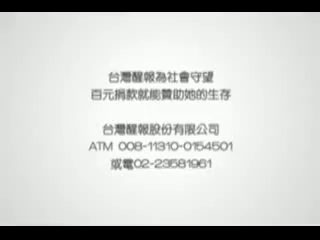 台灣醒報為社會守望
百元捐款就能贊助她的生存
台灣醒報股份有限公司
ATM 008-11310-0154501
或電02-23581961